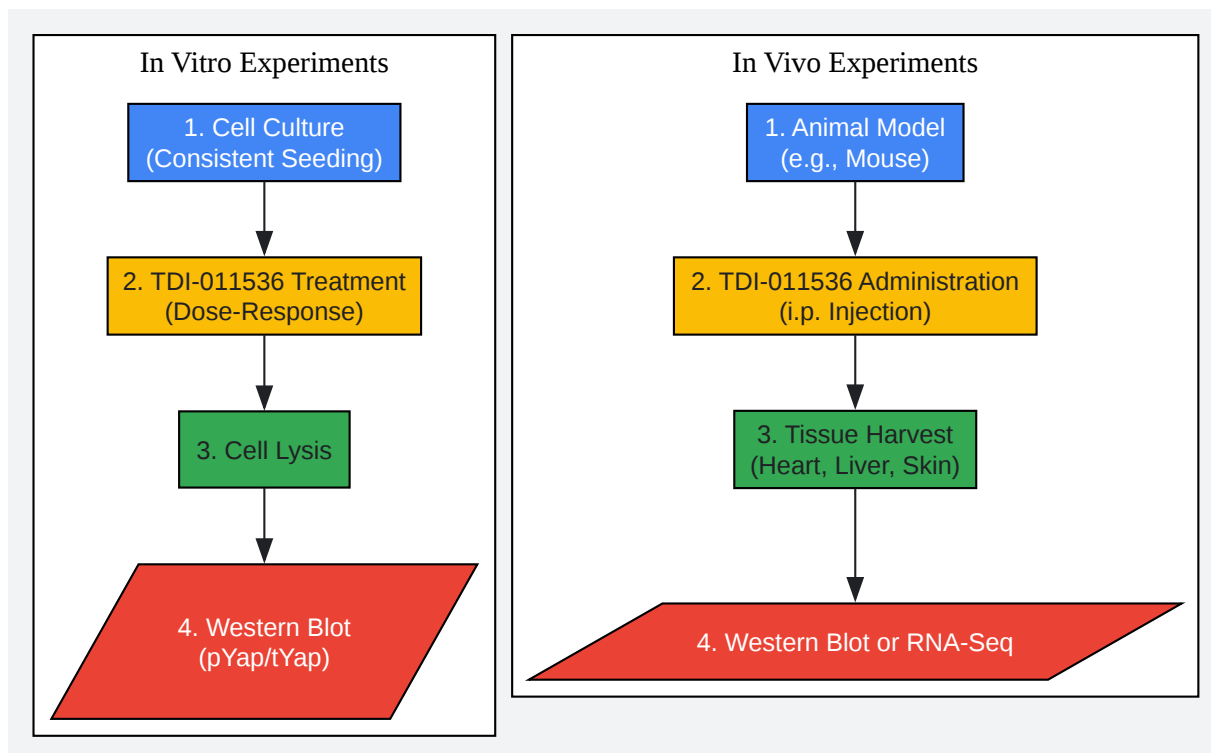 In Vitro Experiments
1. Cell Culture
(Consistent Seeding)
2. TDI-011536 Treatment
(Dose-Response)
3. Cell Lysis
4. Western Blot
(pYap/tYap)
In Vivo Experiments
1. Animal Model
(e.g., Mouse)
2. TDI-011536 Administration
(i.p. Injection)
3. Tissue Harvest
(Heart, Liver, Skin)
4. Western Blot or RNA-Seq